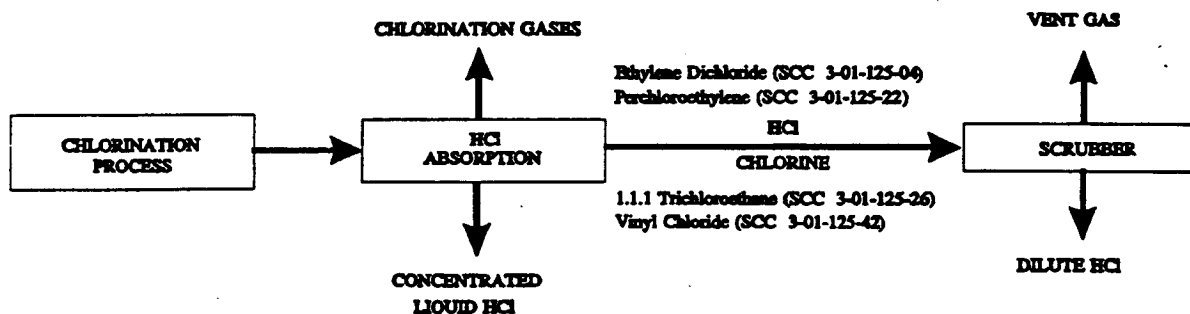 CHLORINATION GASES
VENT GAS
Ethylene Dichloride (SCC 3-01-125-04)
Perchloroethylene (SCC 3-01-125-22)
CHLORINATION
PROCESS
HCl
ABSORPTION
HCl
CHLORINE
SCRUBBER
1.1.1 Trichloroethane (SCC 3-01-125-26)
Vinyl Chloride (SCC 3-01-125-42)
CONCENTRATED
LIQUID HCl
DILUTE HCl